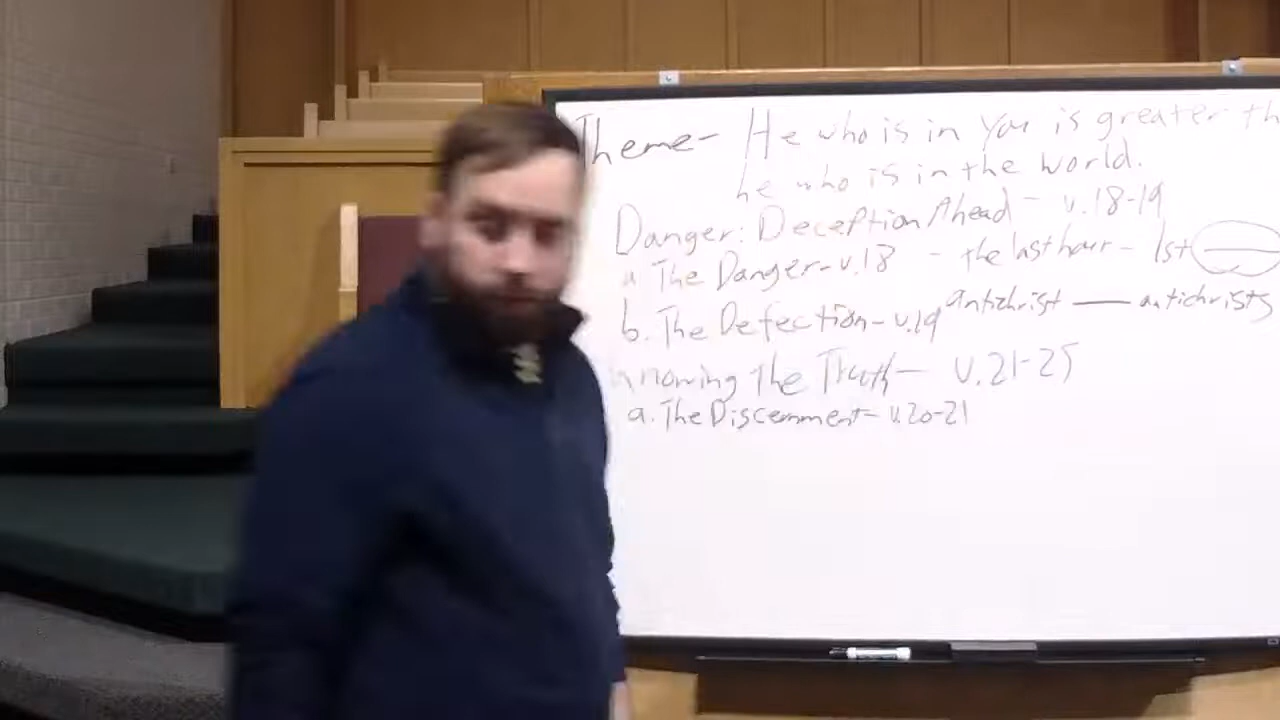 Theme- He who is in you is greater th
he who is in the world.
Danger: Deception Ahead - v.18-19
a. The Danger-v.18 - the last hour - 1st
antichrist — antichrists
b. The Defection-v.19
Knowing the Truth- v.21-25
a. The Discernment- v.20-21